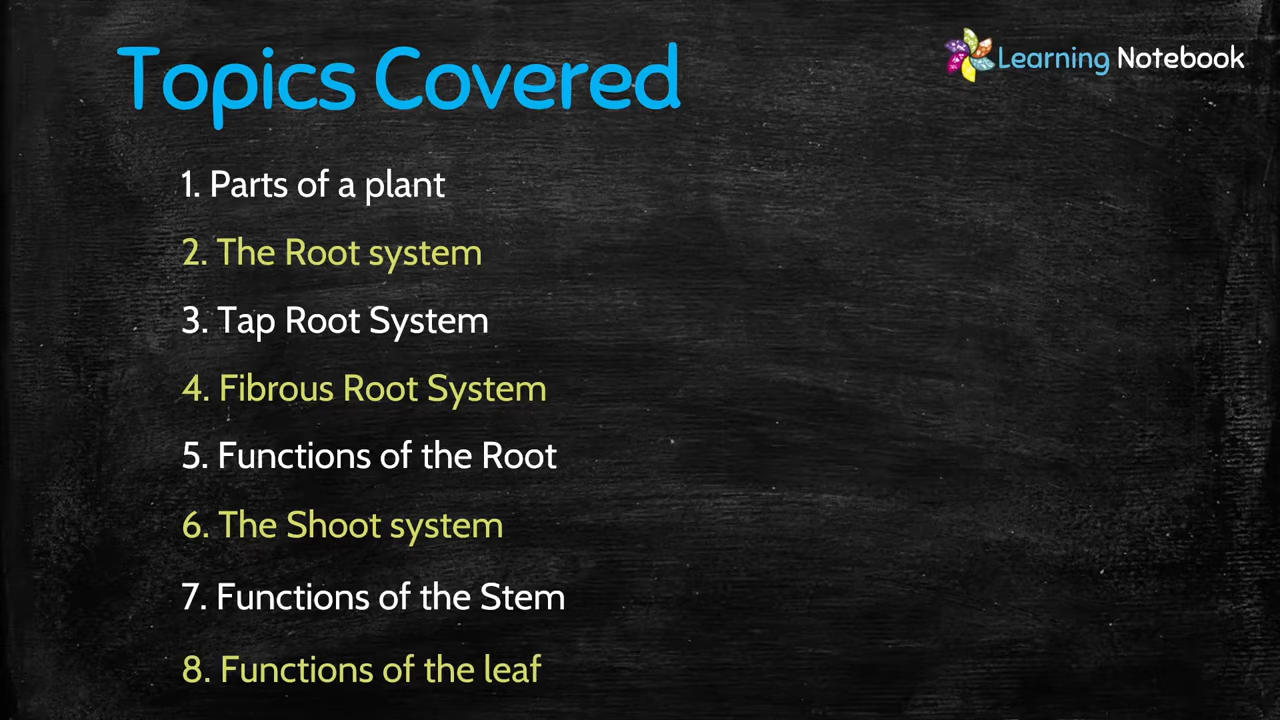 Topics Covered
Learning Notebook
1. Parts of a plant
2. The Root system
3. Tap Root System
4. Fibrous Root System
5. Functions of the Root
6. The Shoot system
7. Functions of the Stem
8. Functions of the leaf